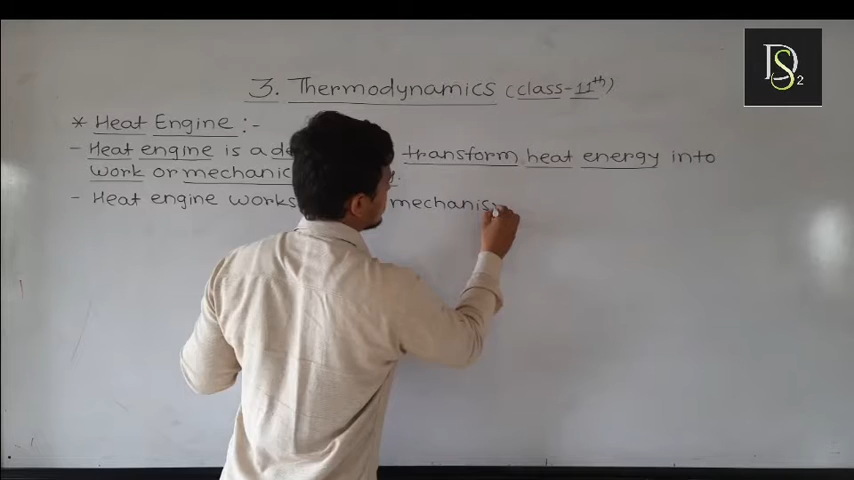 3. Thermodynamics (class-11th)
* Heat Engine :-
- Heat engine is a transform heat energy into
work or mechanic
- Heat engine works mechanis
DS2